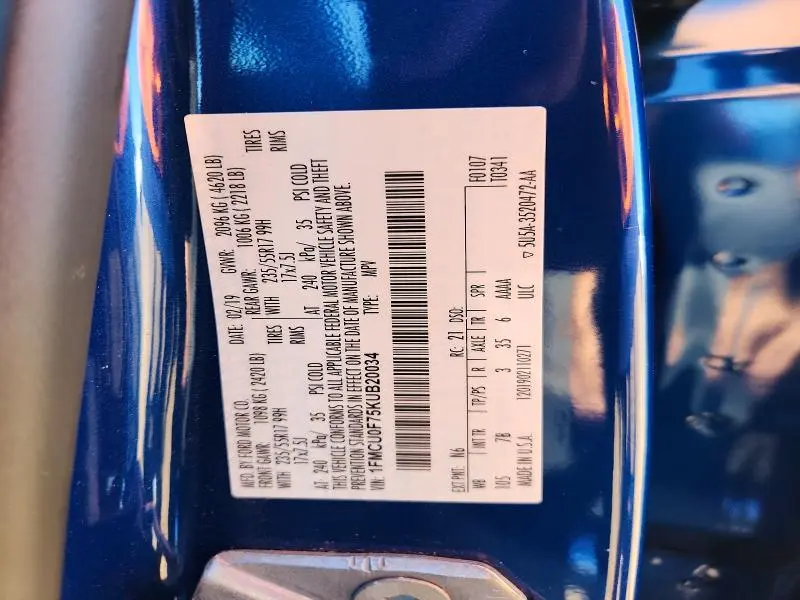 MFD. BY FORD MOTOR CO.
DATE: 02/19 GVWR: 2096 KG ( 4620 LB)
FRONT GAWR: 1098 KG ( 2420 LB) REAR GAWR: 1006 KG ( 2218 LB)
WITH 235/55R17 99H TIRES WITH 235/55R17 99H TIRES
17x7.5J RIMS 17x7.5J RIMS
AT 240 kPa/ 35 PSI COLD AT 240 kPa/ 35 PSI COLD
THIS VEHICLE CONFORMS TO ALL APPLICABLE FEDERAL MOTOR VEHICLE SAFETY AND THEFT
PREVENTION STANDARDS IN EFFECT ON THE DATE OF MANUFACTURE SHOWN ABOVE.
VIN: 1FMCU0F75KUB20034 TYPE: MPV
EXT PNT: N6 RC: 21 DSO: F0107
WB INT TR TP/PS R AXLE TR SPR T0341
105 7B 3 35 6 AAAA
MADE IN U.S.A. 1201902110271 ULC ▽ 5U5A-3520472-AA